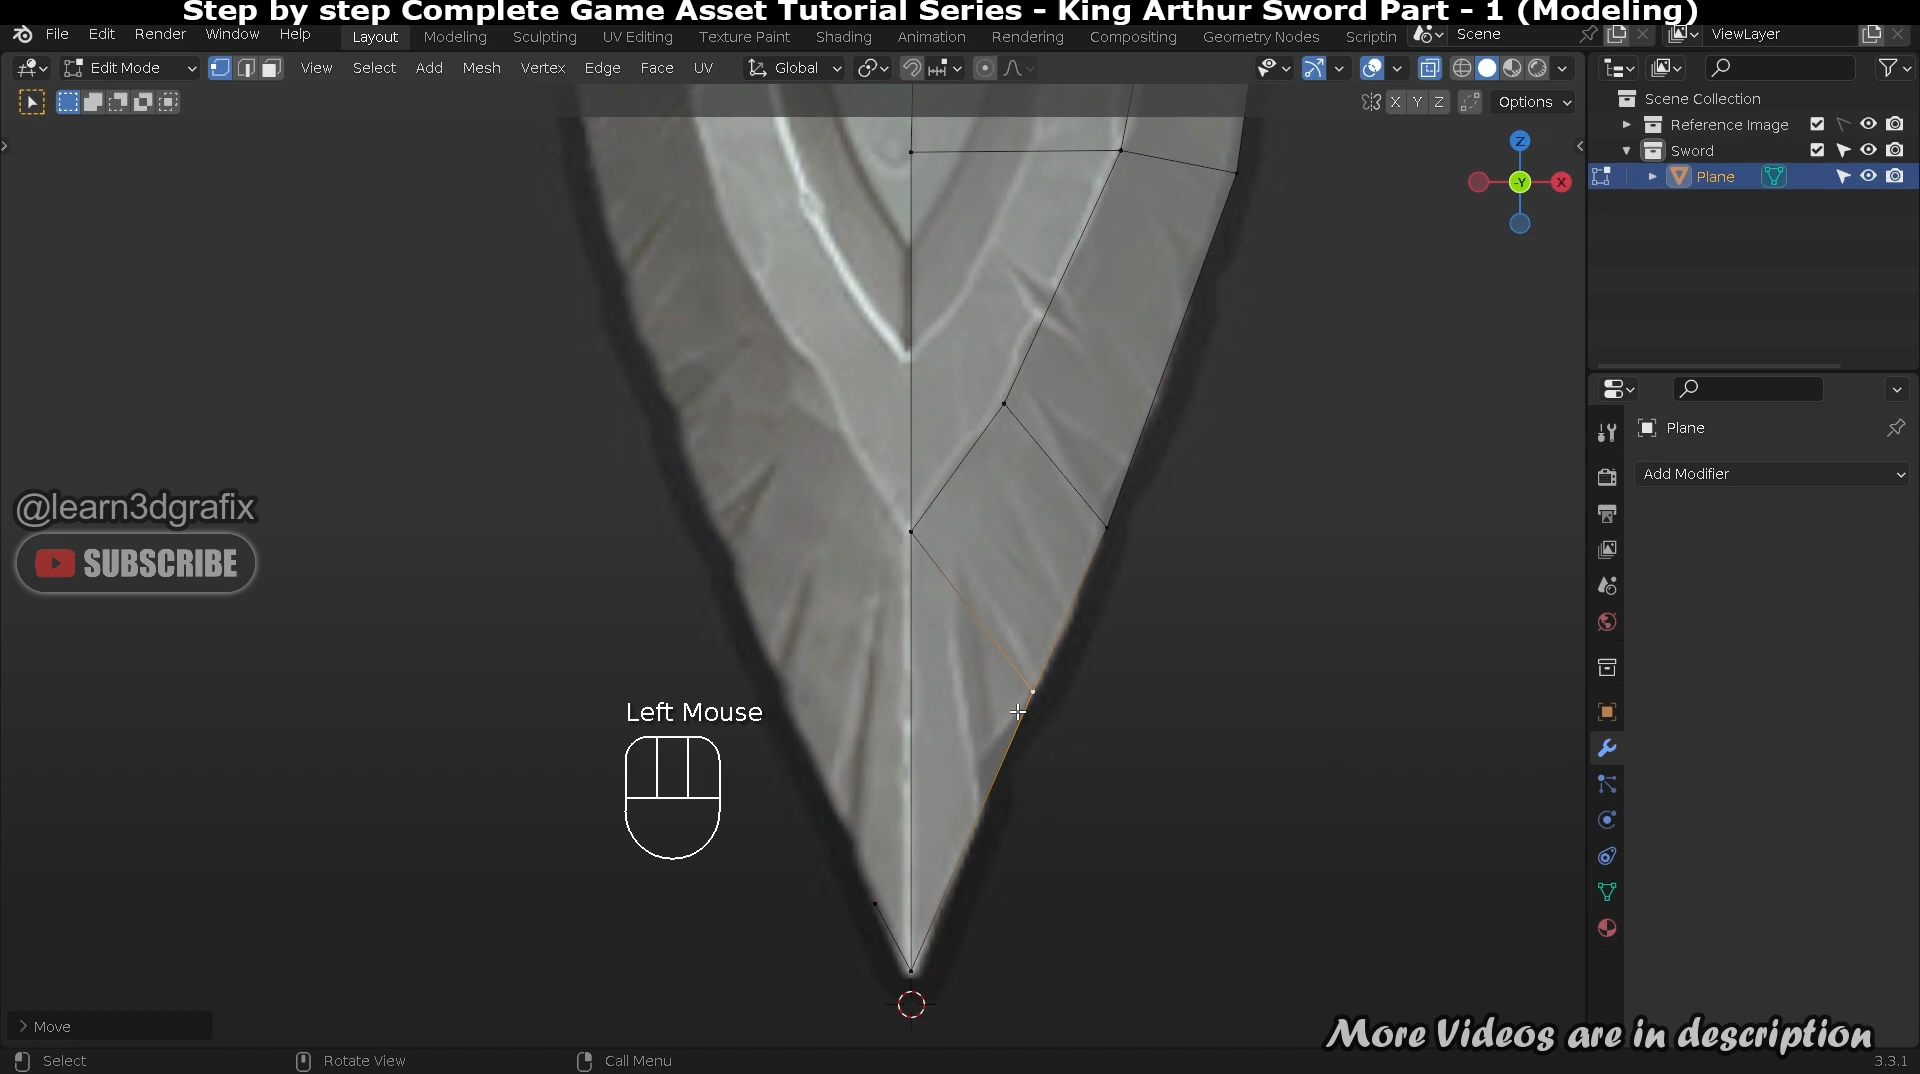 Step by step Complete Game Asset Tutorial Series - King Arthur Sword Part - 1 (Modeling)
File Edit Render Window Help Layout Modeling Sculpting UV Editing Texture Paint Shading Animation Rendering Compositing Geometry Nodes Scriptin Scene ViewLayer
Edit Mode View Select Add Mesh Vertex Edge Face UV Global
X Y Z Options
Scene Collection
Reference Image
Sword
Plane
Z
-Y X
Plane
Add Modifier
@learn3dgrafix
SUBSCRIBE
Left Mouse
Move
More Videos are in description
Select Rotate View Call Menu 3.3.1